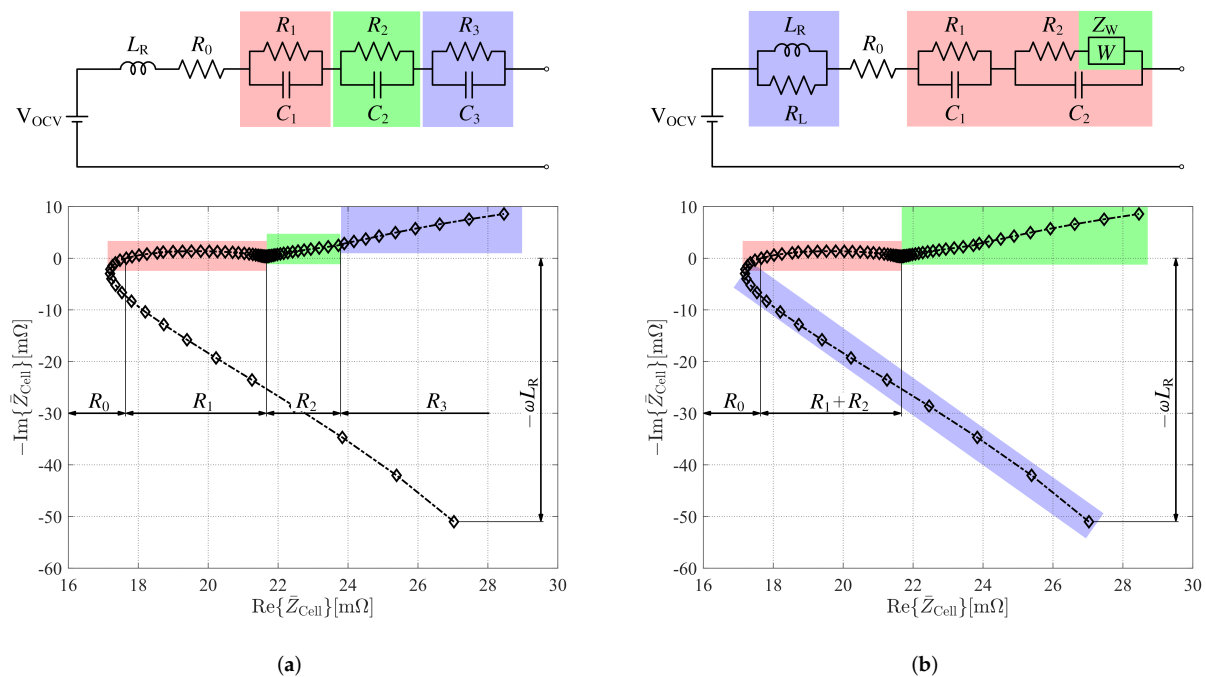 L_R R_0 R_1 R_2 R_3
V_OCV
C_1 C_2 C_3
L_R R_0 R_1 R_2 Z_W
W
V_OCV
R_L C_1 C_2
10
0
-10
-20
-30
-40
-50
-60
−Im{Z̄_Cell}[mΩ]
R_0 R_1 R_2 R_3
−ωL_R
16 18 20 22 24 26 28 30
Re{Z̄_Cell}[mΩ]
(a)
10
0
-10
-20
-30
-40
-50
-60
−Im{Z̄_Cell}[mΩ]
R_0 R_1+R_2
−ωL_R
16 18 20 22 24 26 28 30
Re{Z̄_Cell}[mΩ]
(b)